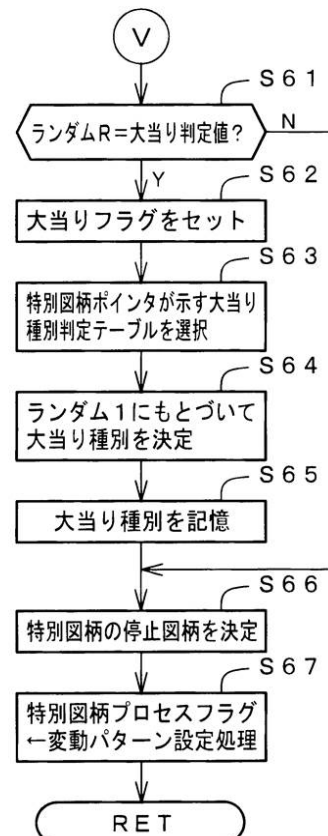 V
S61
ランダムR=大当り判定値?
N
Y
S62
大当りフラグをセット
S63
特別図柄ポインタが示す大当り
種別判定テーブルを選択
S64
ランダム1にもとづいて
大当り種別を決定
S65
大当り種別を記憶
S66
特別図柄の停止図柄を決定
S67
特別図柄プロセスフラグ
←変動パターン設定処理
RET